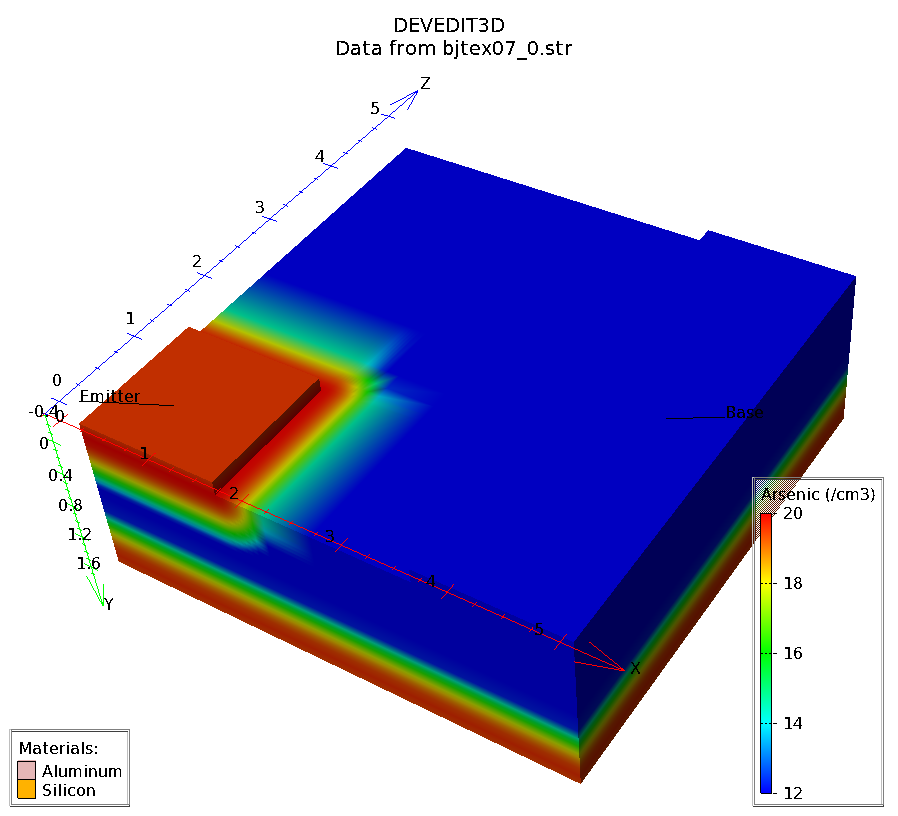 DEVEDIT3D
Data from bjtex07_0.str
Z
5
4
3
2
1
0
Emitter
-0.4
0
0
0.4
0.8
1.2
1.6
Y
1
2
3
4
5
X
Base
Arsenic (/cm3)
20
18
16
14
12
Materials:
Aluminum
Silicon